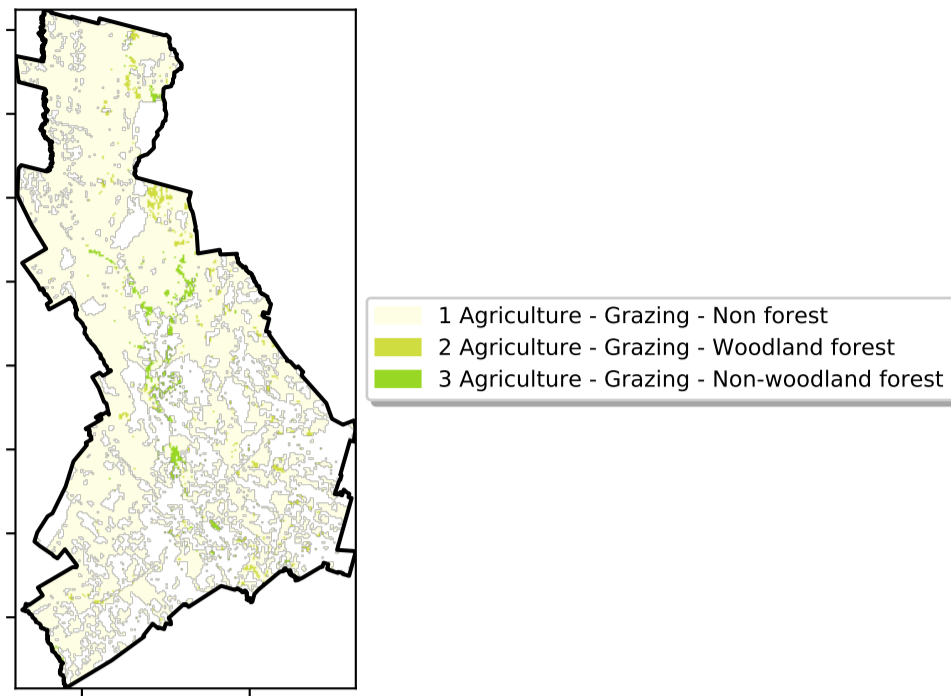 1 Agriculture - Grazing - Non forest
2 Agriculture - Grazing - Woodland forest
3 Agriculture - Grazing - Non-woodland forest